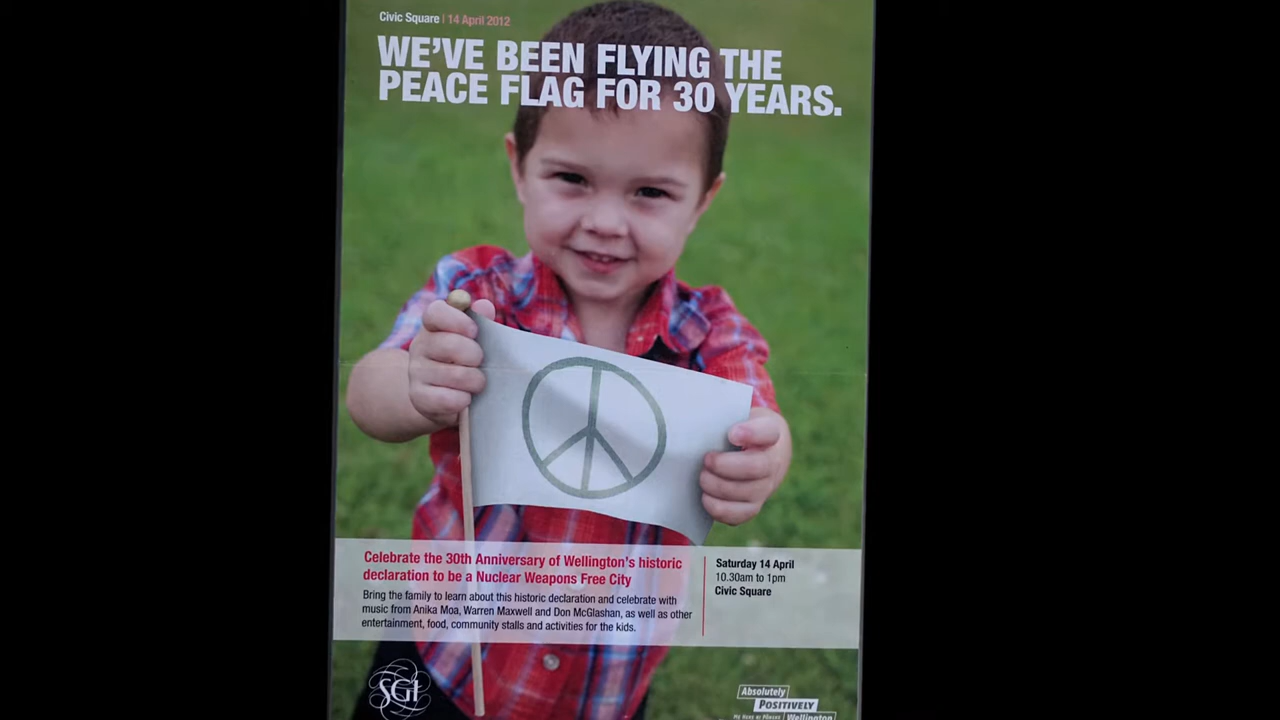 Civic Square | 14 April 2012
WE'VE BEEN FLYING THE
PEACE FLAG FOR 30 YEARS.
Celebrate the 30th Anniversary of Wellington's historic
declaration to be a Nuclear Weapons Free City
Bring the family to learn about this historic declaration and celebrate with
music from Anika Moa, Warren Maxwell and Don McGlashan, as well as other
entertainment, food, community stalls and activities for the kids.
Saturday 14 April
10.30am to 1pm
Civic Square
SGI
Absolutely
POSITIVELY
ME HEKE KI PŌNEKE Wellington